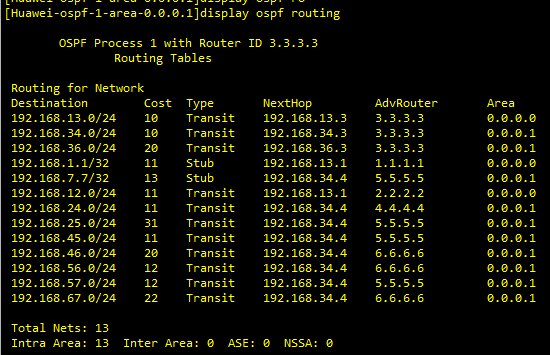 [Huawei-ospf-1-area-0.0.0.1]display ospf ro
[Huawei-ospf-1-area-0.0.0.1]display ospf routing
OSPF Process 1 with Router ID 3.3.3.3
Routing Tables
Routing for Network
Destination Cost Type NextHop AdvRouter Area
192.168.13.0/24 10 Transit 192.168.13.3 3.3.3.3 0.0.0.0
192.168.34.0/24 10 Transit 192.168.34.3 3.3.3.3 0.0.0.1
192.168.36.0/24 20 Transit 192.168.36.3 3.3.3.3 0.0.0.1
192.168.1.1/32 11 Stub 192.168.13.1 1.1.1.1 0.0.0.0
192.168.7.7/32 13 Stub 192.168.34.4 5.5.5.5 0.0.0.1
192.168.12.0/24 11 Transit 192.168.13.1 2.2.2.2 0.0.0.0
192.168.24.0/24 11 Transit 192.168.34.4 4.4.4.4 0.0.0.1
192.168.25.0/24 31 Transit 192.168.34.4 5.5.5.5 0.0.0.1
192.168.45.0/24 11 Transit 192.168.34.4 5.5.5.5 0.0.0.1
192.168.46.0/24 20 Transit 192.168.34.4 6.6.6.6 0.0.0.1
192.168.56.0/24 12 Transit 192.168.34.4 6.6.6.6 0.0.0.1
192.168.57.0/24 12 Transit 192.168.34.4 5.5.5.5 0.0.0.1
192.168.67.0/24 22 Transit 192.168.34.4 6.6.6.6 0.0.0.1
Total Nets: 13
Intra Area: 13 Inter Area: 0 ASE: 0 NSSA: 0